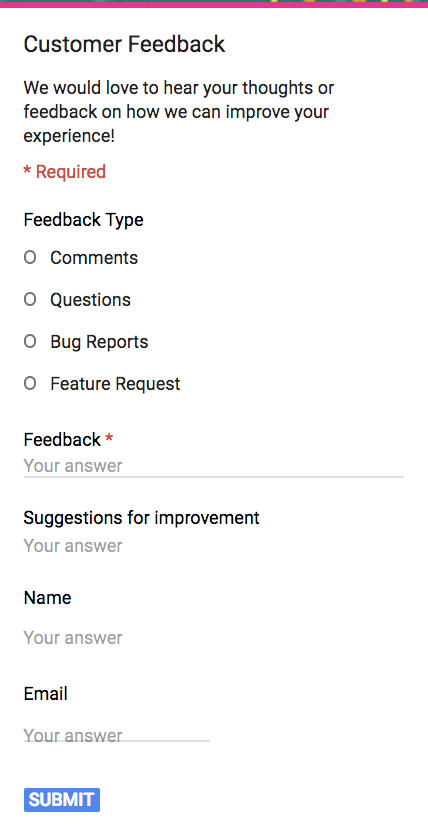 Customer Feedback
We would love to hear your thoughts or
feedback on how we can improve your
experience!
* Required
Feedback Type
Comments
Questions
Bug Reports
Feature Request
Feedback *
Your answer
Suggestions for improvement
Your answer
Name
Your answer
Email
Your answer
SUBMIT